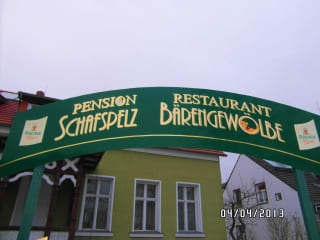 PENSION
SCHAFSPELZ
RESTAURANT
BÄRENGEWÖLBE
04/04/2013